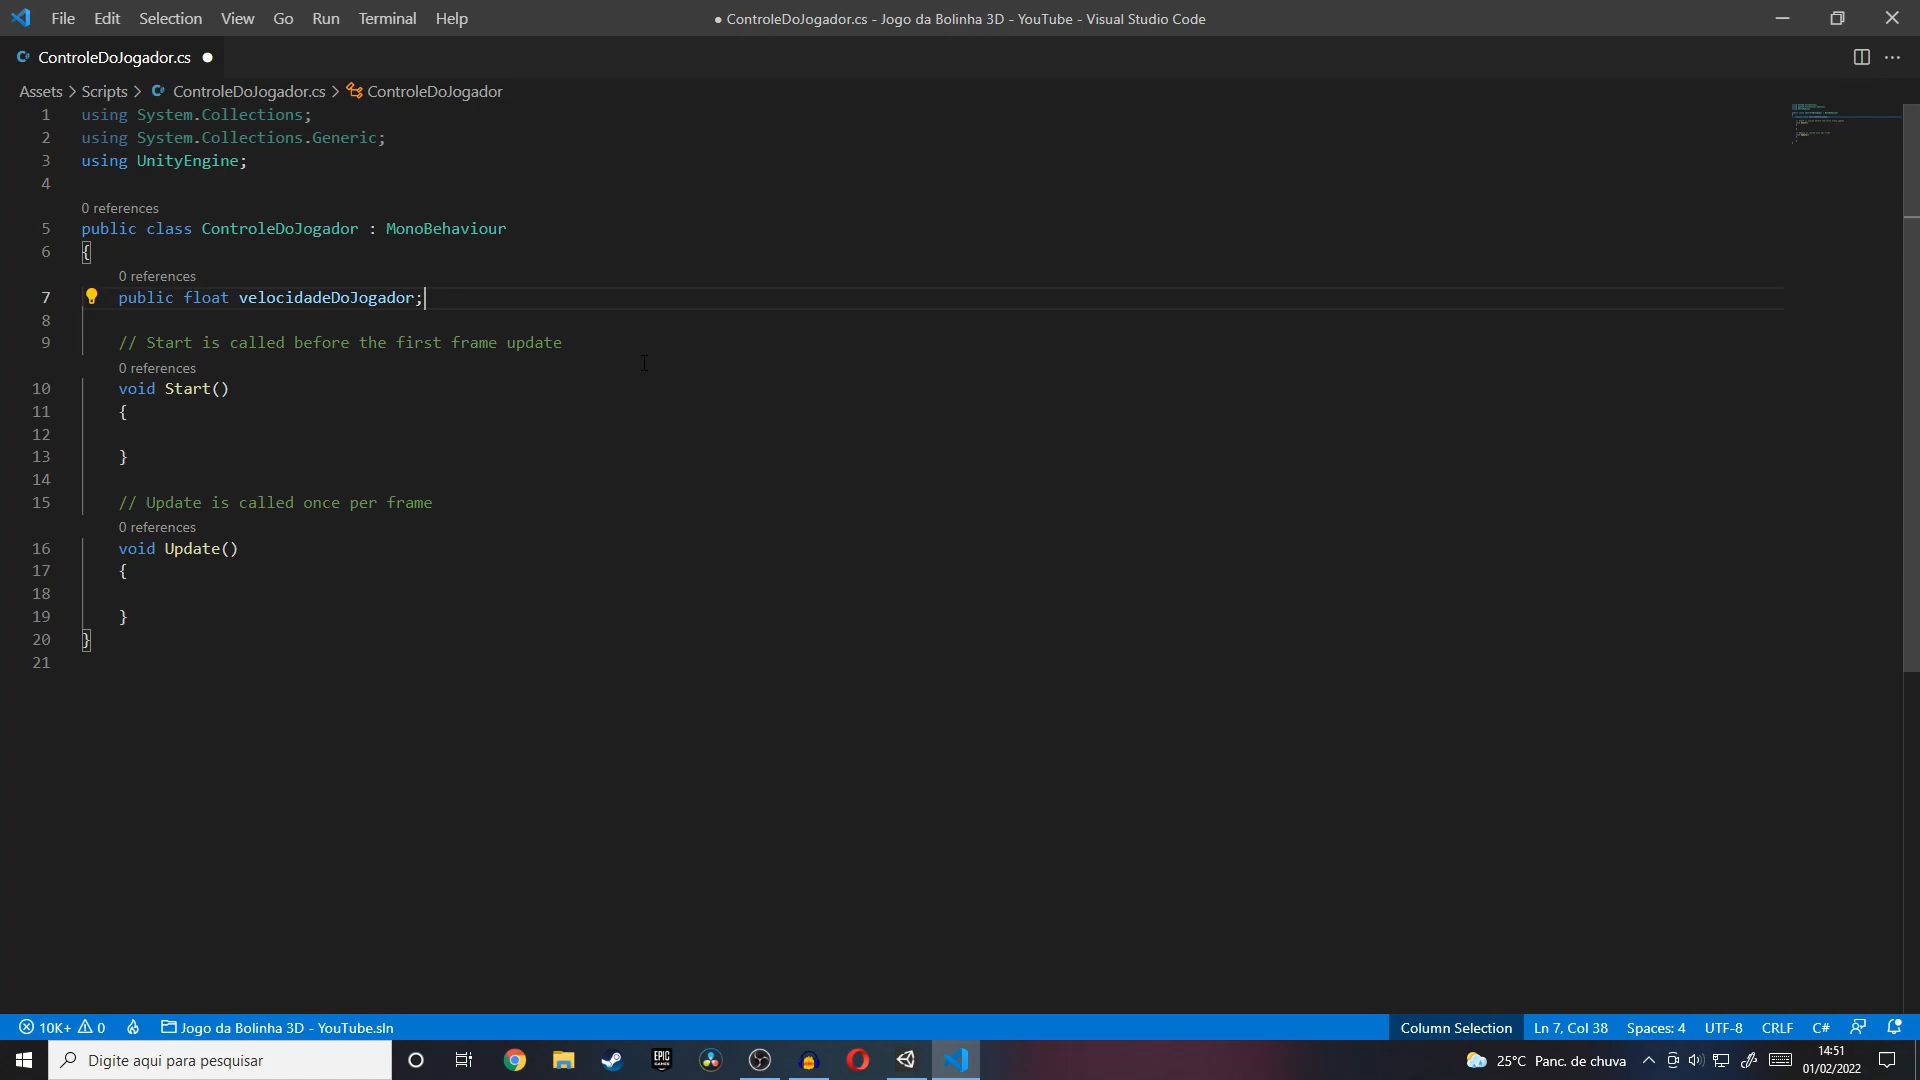 File Edit Selection View Go Run Terminal Help
● ControleDoJogador.cs - Jogo da Bolinha 3D - YouTube - Visual Studio Code
ControleDoJogador.cs
Assets > Scripts > ControleDoJogador.cs > ControleDoJogador
1 using System.Collections;
2 using System.Collections.Generic;
3 using UnityEngine;
4
0 references
5 public class ControleDoJogador : MonoBehaviour
6 {
0 references
7 public float velocidadeDoJogador;
8
9 // Start is called before the first frame update
0 references
10 void Start()
11 {
12
13 }
14
15 // Update is called once per frame
0 references
16 void Update()
17 {
18
19 }
20 }
21
10K+ 0 Jogo da Bolinha 3D - YouTube.sln Column Selection Ln 7, Col 38 Spaces: 4 UTF-8 CRLF C#
Digite aqui para pesquisar
EPIC GAMES
25°C Panc. de chuva
14:51
01/02/2022